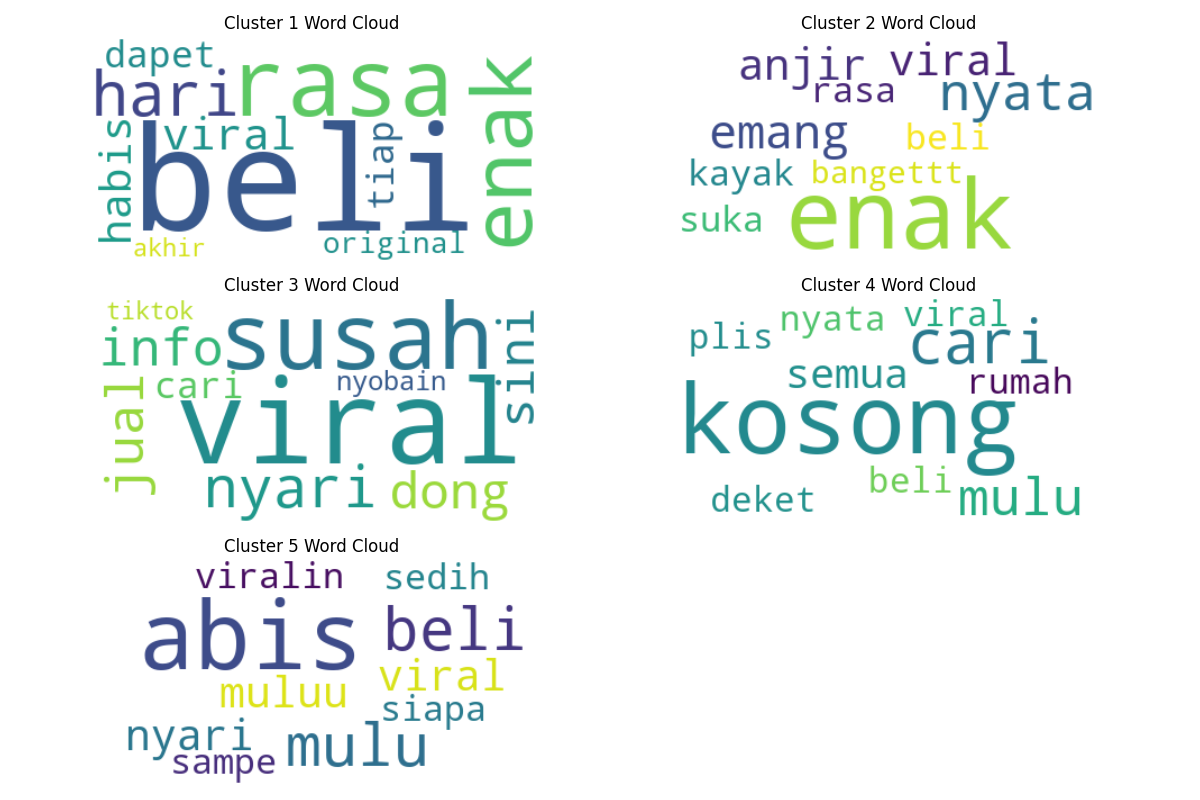 Cluster 1 Word Cloud
dapet
hari
rasa
enak
viral
habis
beli
tiap
akhir
original
Cluster 2 Word Cloud
anjir
viral
rasa
nyata
emang
beli
kayak
bangettt
suka
enak
Cluster 3 Word Cloud
tiktok
info
susah
sini
cari
nyobain
jual
viral
nyari
dong
Cluster 4 Word Cloud
plis
nyata
viral
cari
semua
rumah
kosong
deket
beli
mulu
Cluster 5 Word Cloud
viralin
sedih
abis
beli
muluu
viral
siapa
nyari
sampe
mulu